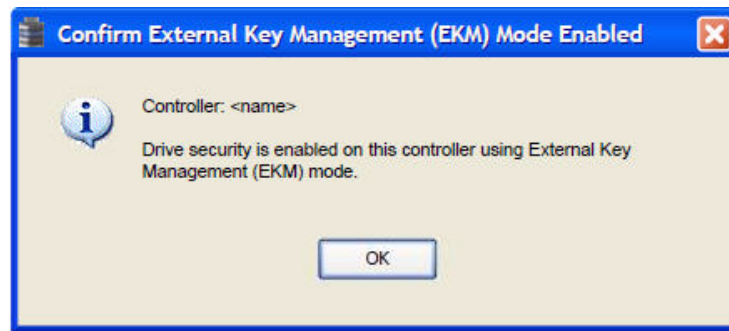 Confirm External Key Management (EKM) Mode Enabled
Controller: <name>
Drive security is enabled on this controller using External Key
Management (EKM) mode.
OK